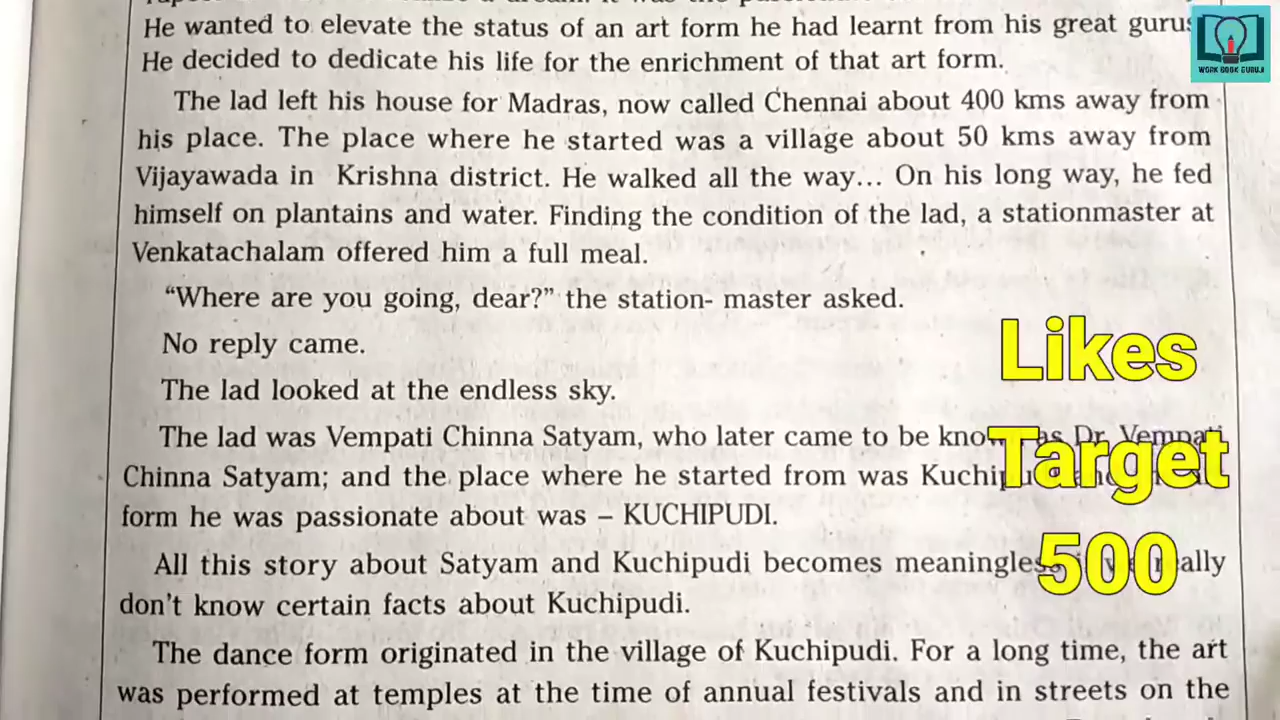 He wanted to elevate the status of an art form he had learnt from his great gurus
He decided to dedicate his life for the enrichment of that art form.
The lad left his house for Madras, now called Chennai about 400 kms away from
his place. The place where he started was a village about 50 kms away from
Vijayawada in Krishna district. He walked all the way... On his long way, he fed
himself on plantains and water. Finding the condition of the lad, a stationmaster at
Venkatachalam offered him a full meal.
“Where are you going, dear?” the station- master asked.
No reply came.
The lad looked at the endless sky.
The lad was Vempati Chinna Satyam, who later came to be known as Dr. Vempati
Chinna Satyam; and the place where he started from was
form he was passionate about was – KUCHIPUDI.
All this story about Satyam and Kuchipudi becomes
don't know certain facts about Kuchipudi.
The dance form originated in the village of Kuchipudi. For a long time, the art
was performed at temples at the time of annual festivals and in streets on the
WORK BOOK GURUJI
Likes
Target
500